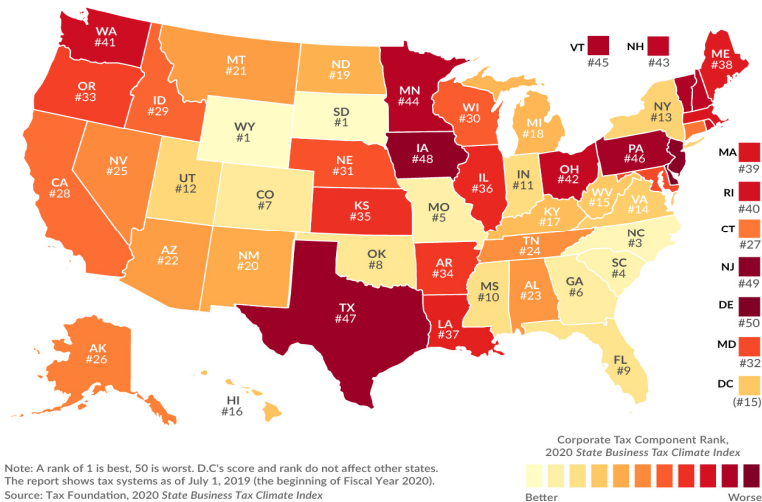 WA
#41
OR
#33
CA
#28
NV
#25
ID
#29
MT
#21
WY
#1
UT
#12
AZ
#22
CO
#7
NM
#20
ND
#19
SD
#1
NE
#31
KS
#35
OK
#8
TX
#47
MN
#44
IA
#48
MO
#5
AR
#34
LA
#37
WI
#30
IL
#36
MI
#18
IN
#11
OH
#42
KY
#17
TN
#24
MS
#10
AL
#23
GA
#6
FL
#9
SC
#4
NC
#3
VA
#14
WV
#15
PA
#46
NY
#13
ME
#38
VT
#45
NH
#43
MA
#39
RI
#40
CT
#27
NJ
#49
DE
#50
MD
#32
DC
(#15)
AK
#26
HI
#16
Corporate Tax Component Rank,
2020 State Business Tax Climate Index
Better
Worse
Note: A rank of 1 is best, 50 is worst. D.C's score and rank do not affect other states.
The report shows tax systems as of July 1, 2019 (the beginning of Fiscal Year 2020).
Source: Tax Foundation, 2020 State Business Tax Climate Index